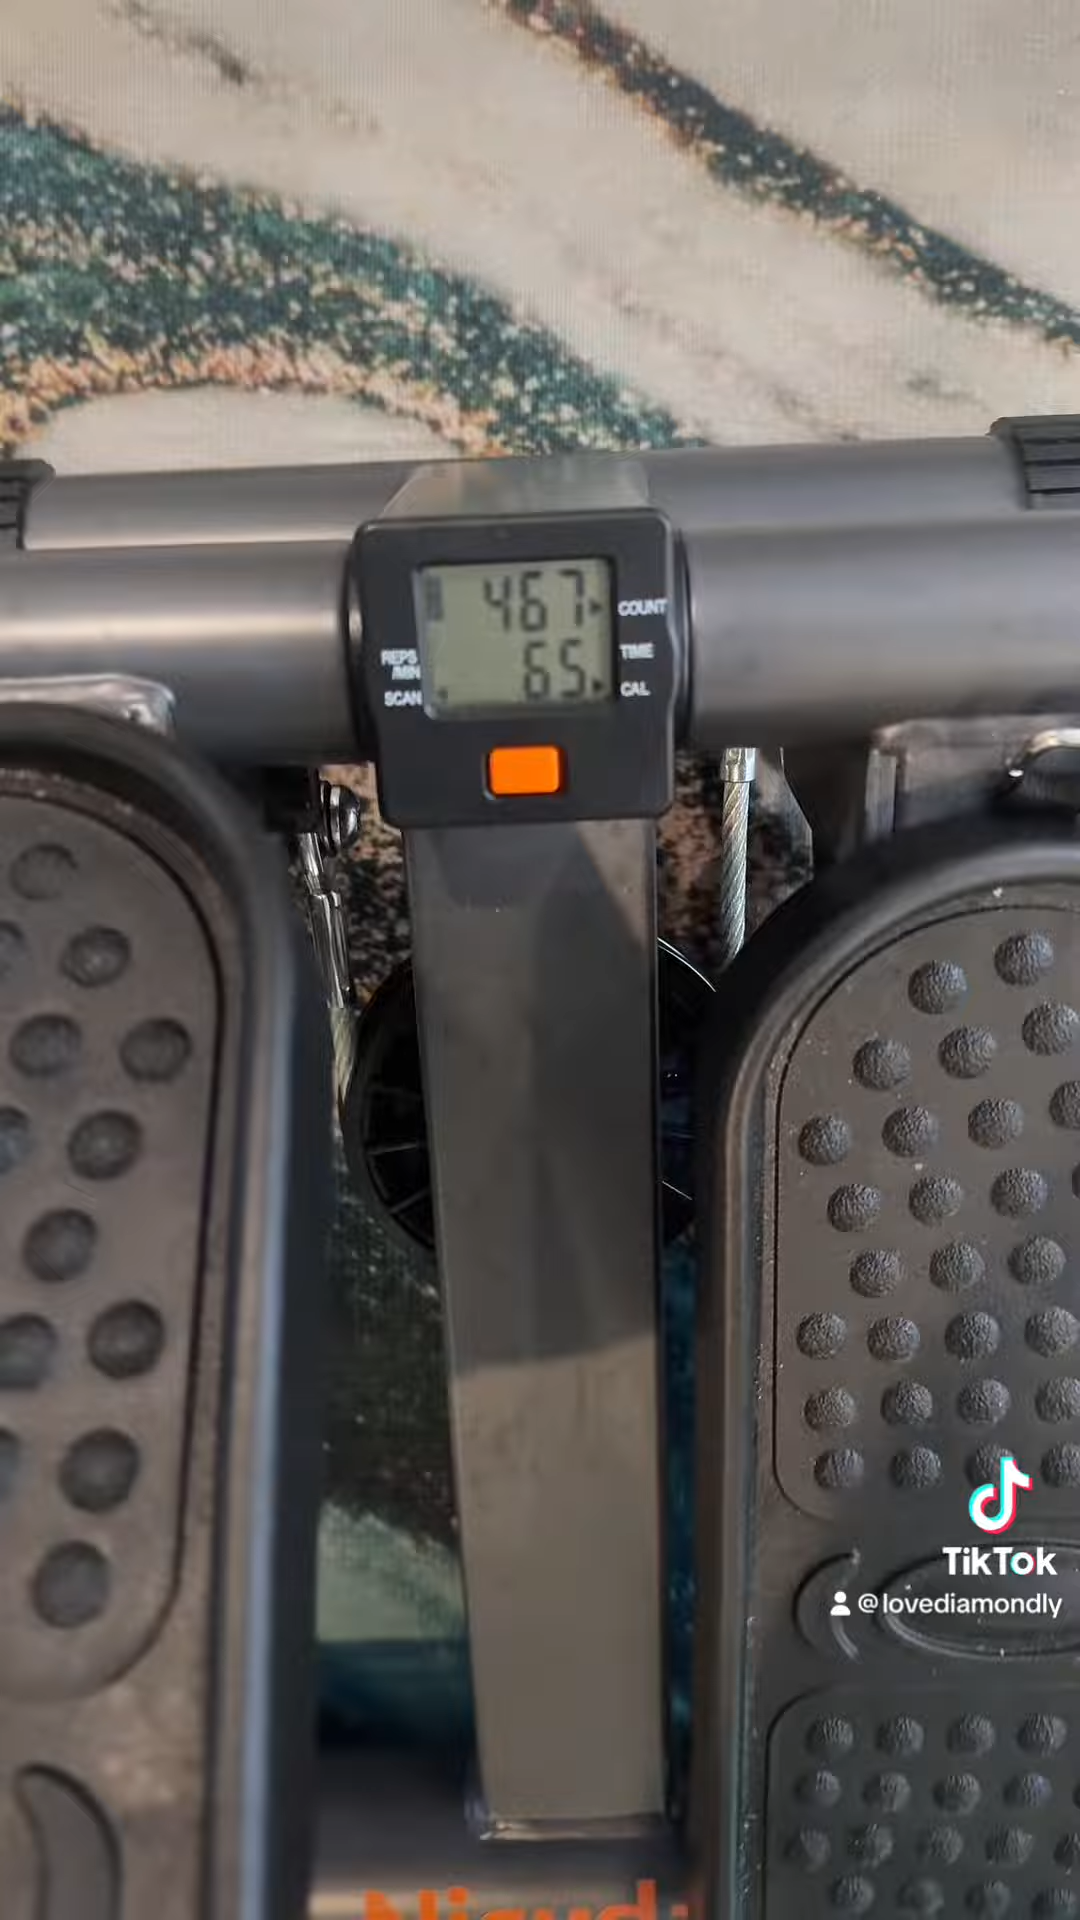 467
COUNT
REPS
/MIN
TIME
65
SCAN
CAL
TikTok
@lovediamondly